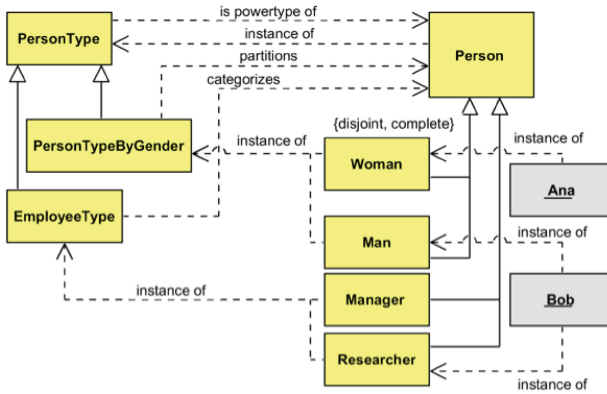 is powertype of
PersonType
instance of
Person
partitions
categorizes
{disjoint, complete}
instance of
instance of
PersonTypeByGender
Woman
Ana
EmployeeType
instance of
Man
instance of
Manager
Bob
Researcher
instance of